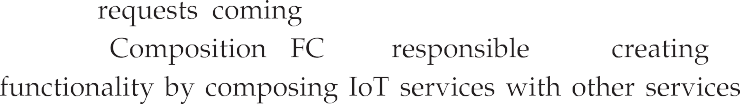 requests coming
Composition FC responsible creating
functionality by composing IoT services with other services